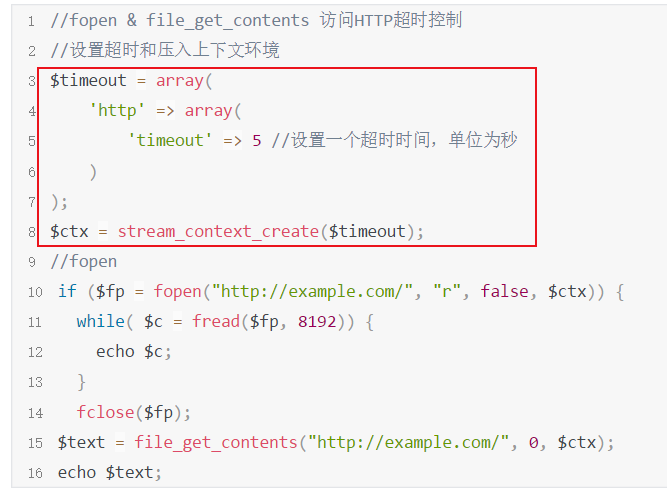 1 //fopen & file_get_contents 访问HTTP超时控制
2 //设置超时和压入上下文环境
3 $timeout = array(
4     'http' => array(
5         'timeout' => 5 //设置一个超时时间，单位为秒
6     )
7 );
8 $ctx = stream_context_create($timeout);
9 //fopen
10 if ($fp = fopen("http://example.com/", "r", false, $ctx)) {
11   while( $c = fread($fp, 8192)) {
12     echo $c;
13   }
14   fclose($fp);
15 $text = file_get_contents("http://example.com/", 0, $ctx);
16 echo $text;